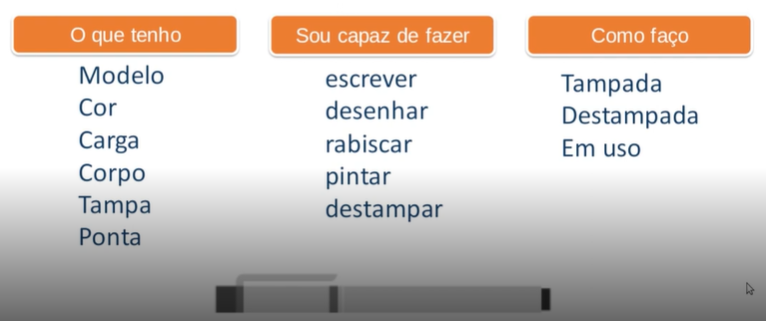 O que tenho
Modelo
Cor
Carga
Corpo
Tampa
Ponta
Sou capaz de fazer
escrever
desenhar
rabiscar
pintar
destampar
Como faço
Tampada
Destampada
Em uso